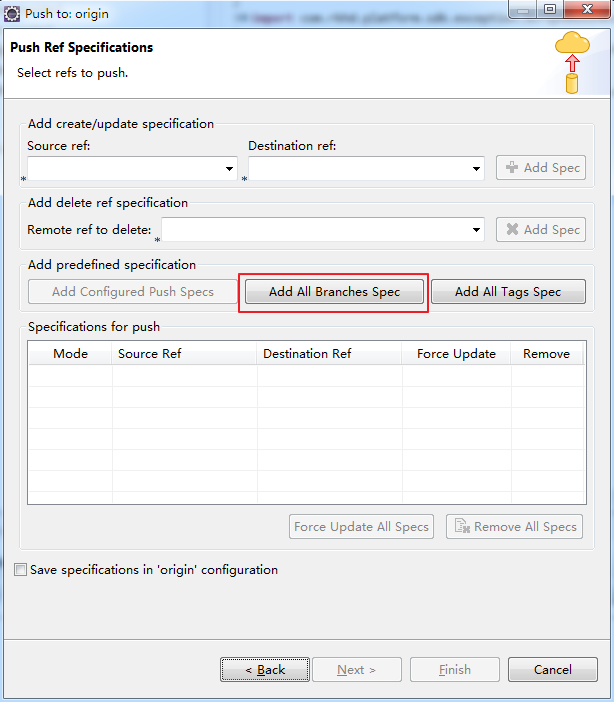 Push to: origin
Push Ref Specifications
Select refs to push.
Add create/update specification
Source ref:
Destination ref:
*
*
Add Spec
Add delete ref specification
Remote ref to delete:
*
Add Spec
Add predefined specification
Add Configured Push Specs
Add All Branches Spec
Add All Tags Spec
Specifications for push
Mode
Source Ref
Destination Ref
Force Update
Remove
Force Update All Specs
Remove All Specs
Save specifications in 'origin' configuration
< Back
Next >
Finish
Cancel